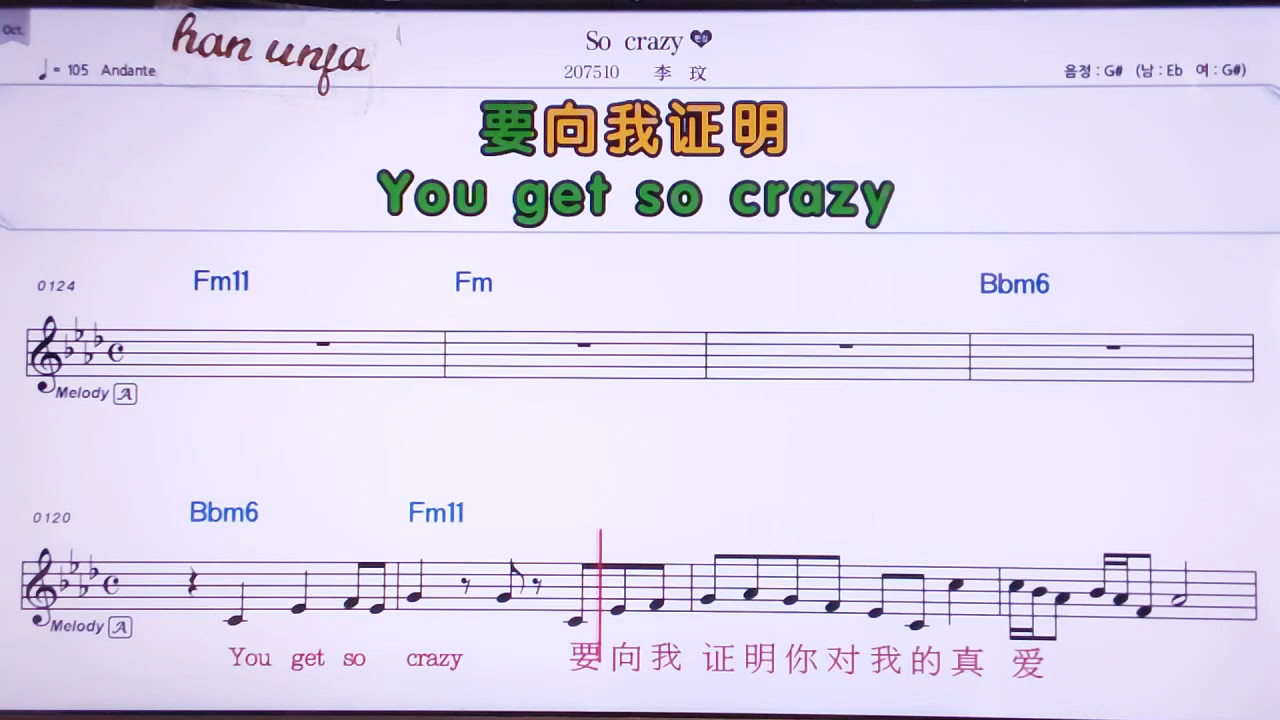 Oct.
han unja
So crazy
♩= 105 Andante
207510 李 玟
음정 : G# (남 : Eb 여 : G#)
要向我证明
You get so crazy
0124 Fm11 Fm Bbm6
Melody A
0120 Bbm6 Fm11
Melody A
You get so crazy 要向我 证明你对我的真 爱